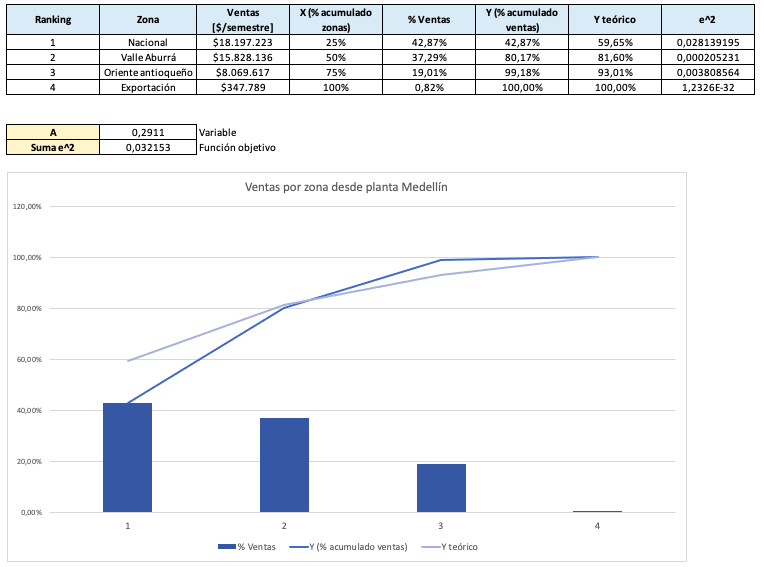 Ranking Zona Ventas [$/semestre] X (% acumulado zonas) % Ventas Y (% acumulado ventas) Y teórico e^2
1 Nacional $18.197.223 25% 42,87% 42,87% 59,65% 0,028139195
2 Valle Aburrá $15.828.136 50% 37,29% 80,17% 81,60% 0,000205231
3 Oriente antioqueño $8.069.617 75% 19,01% 99,18% 93,01% 0,003808564
4 Exportación $347.789 100% 0,82% 100,00% 100,00% 1,2326E-32
A 0,2911 Variable
Suma e^2 0,032153 Función objetivo
Ventas por zona desde planta Medellín
120,00%
100,00%
80,00%
60,00%
40,00%
20,00%
0,00%
1 2 3 4
% Ventas Y (% acumulado ventas) Y teórico